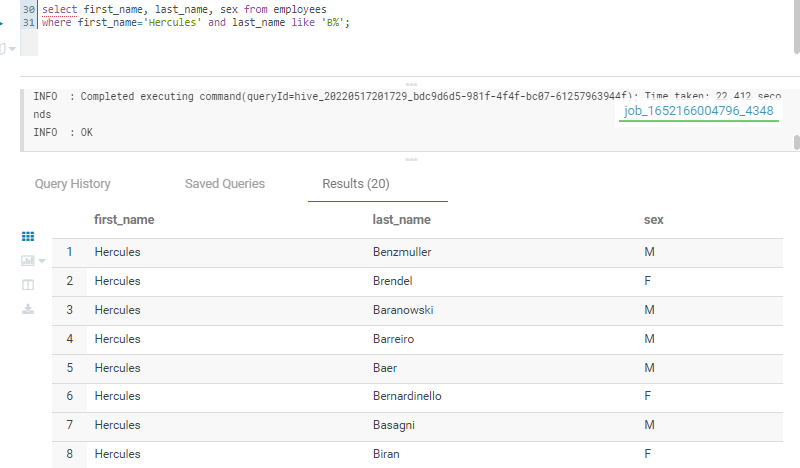 30 select first_name, last_name, sex from employees
31 where first_name='Hercules' and last_name like 'B%';
INFO : Completed executing command(queryId=hive_20220517201729_bdc9d6d5-981f-4f4f-bc07-61257963944f); Time taken: 22.412 seco
nds
job_1652166004796_4348
INFO : OK
Query History Saved Queries Results (20)
first_name last_name sex
1 Hercules Benzmuller M
2 Hercules Brendel F
3 Hercules Baranowski M
4 Hercules Barreiro M
5 Hercules Baer M
6 Hercules Bernardinello F
7 Hercules Basagni M
8 Hercules Biran F